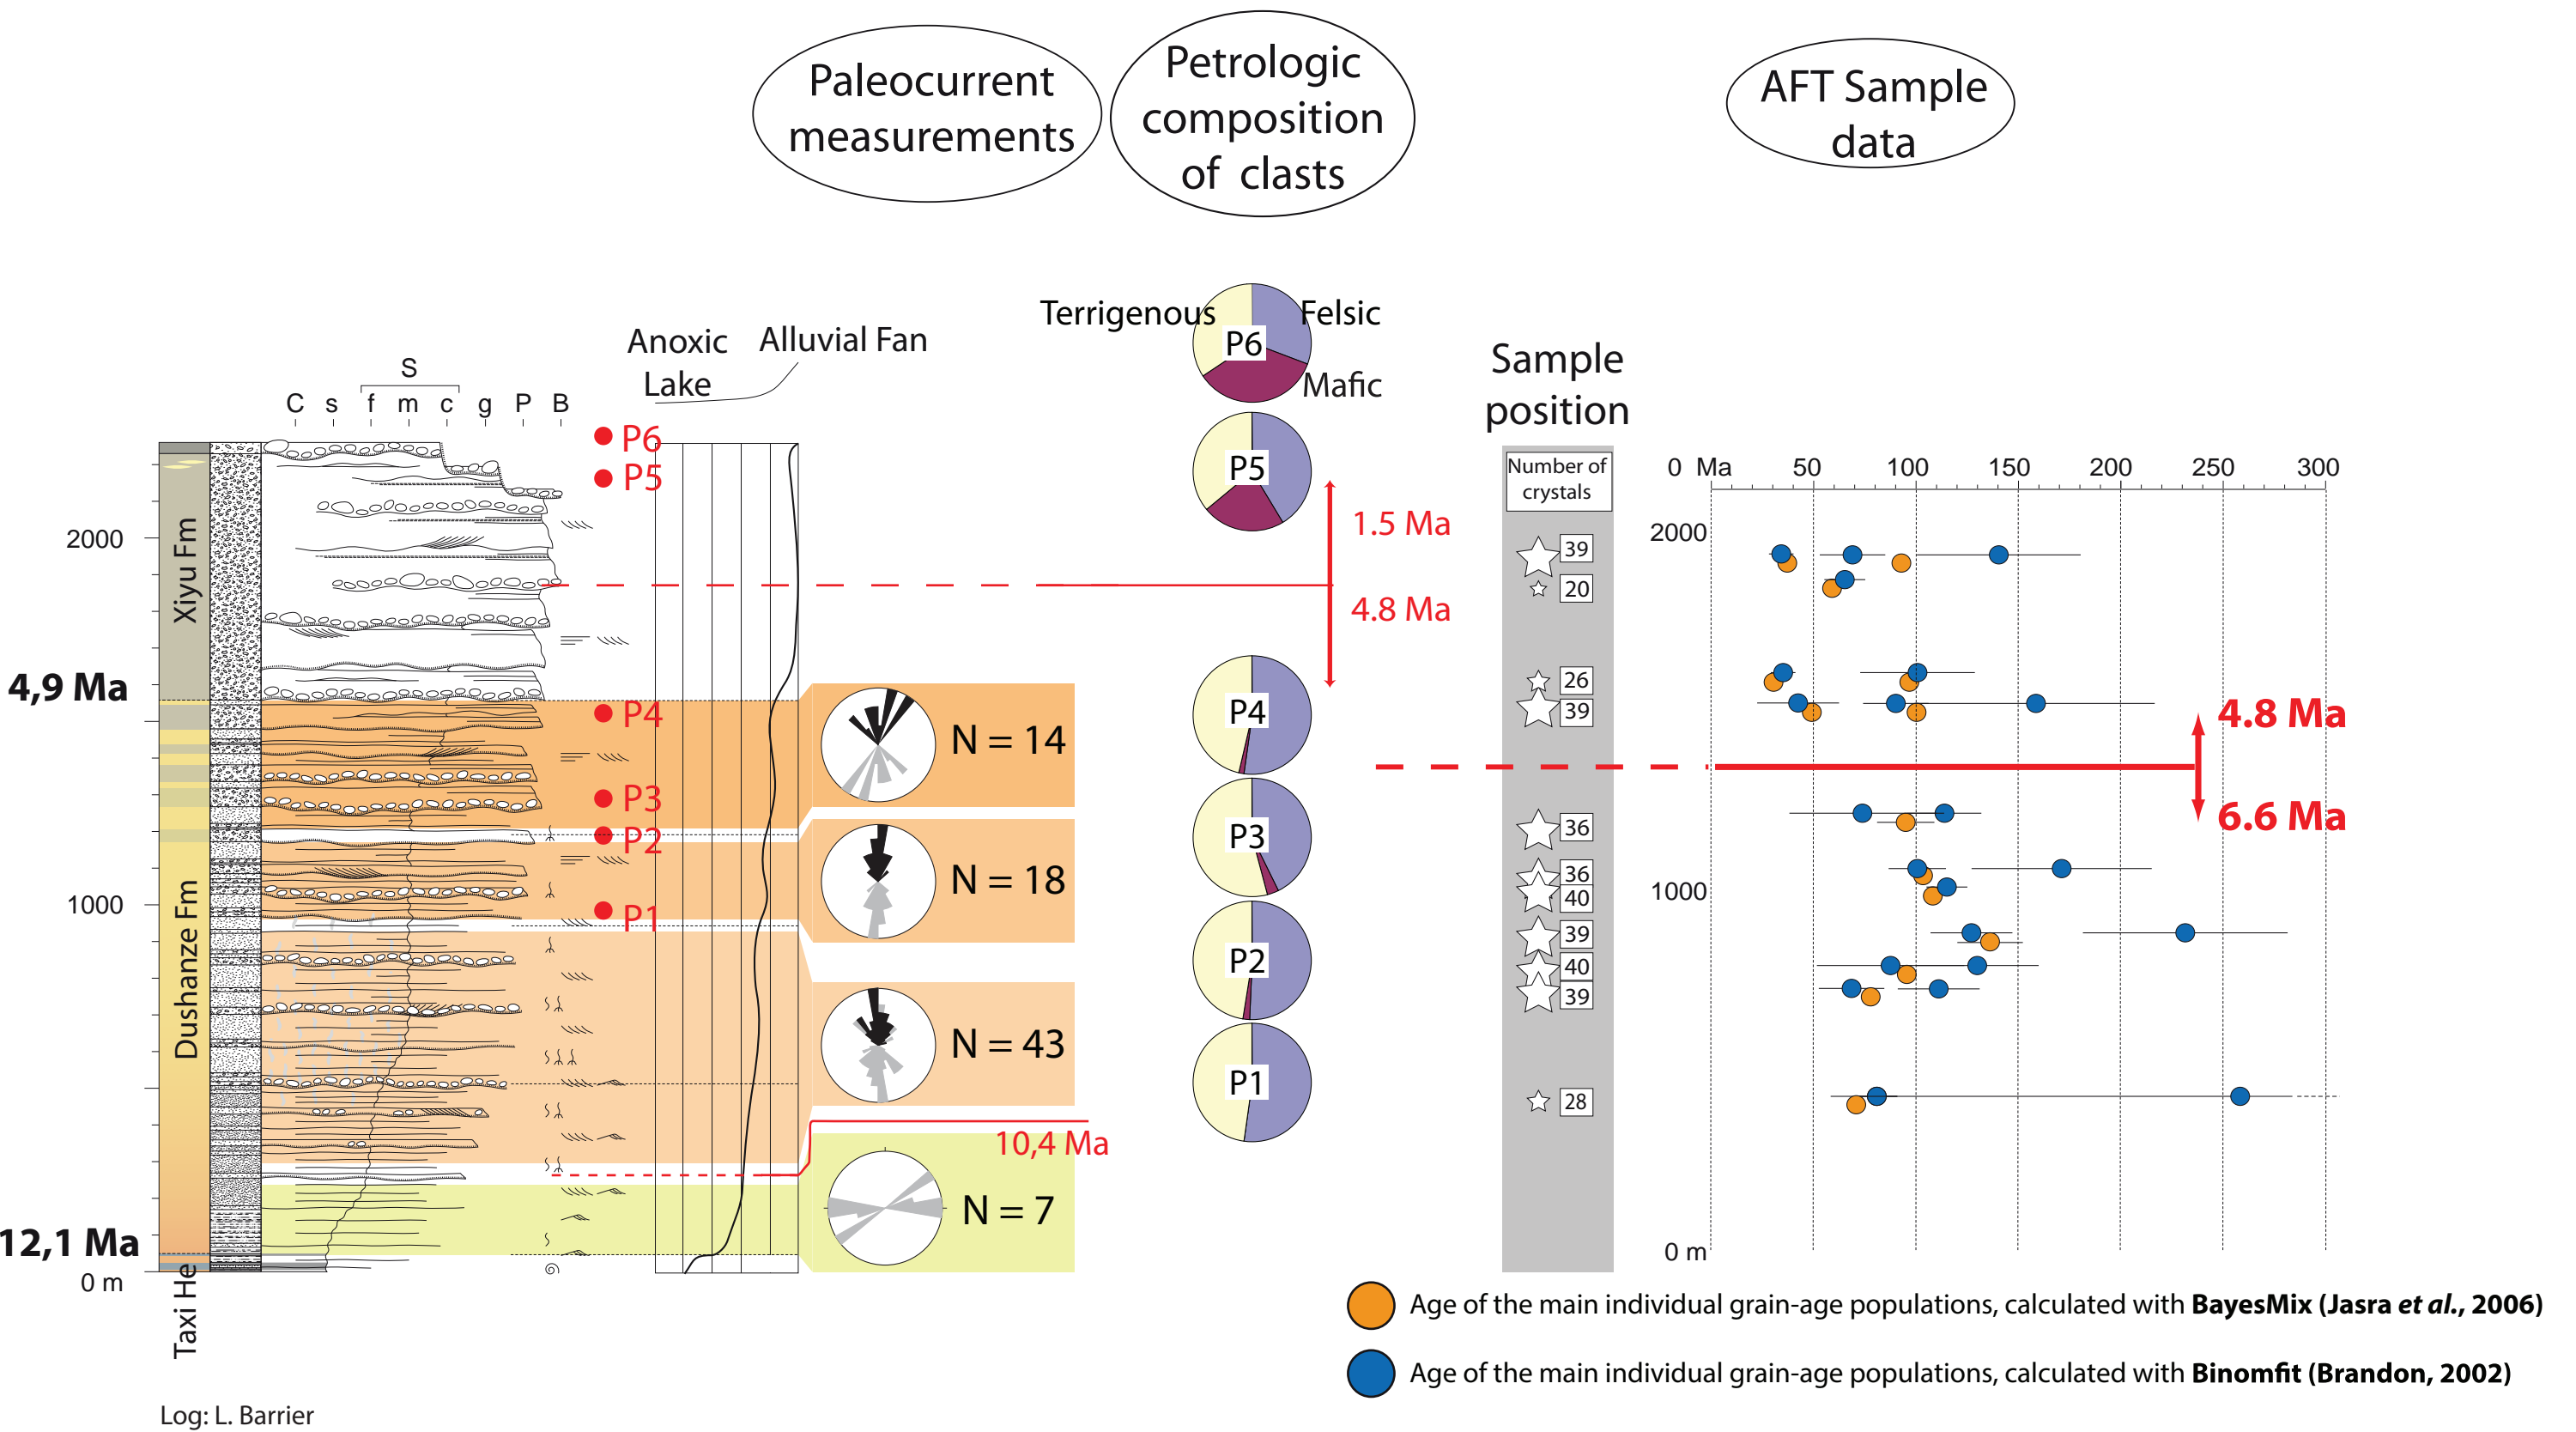 Paleocurrent
measurements
Petrologic
composition
of clasts
AFT Sample
data
Terrigenous
Felsic
P6
Mafic
Anoxic
Lake
Alluvial Fan
S
C s f m c g P B
P6
P5
P5
Sample
position
Number of
crystals
0 Ma 50 100 150 200 250 300
2000
Xiyu Fm
1.5 Ma
4.8 Ma
2000
39
20
4,9 Ma
P4
P3
P2
P1
N = 14
N = 18
N = 43
10,4 Ma
N = 7
P4
P3
P2
P1
26
39
4.8 Ma
6.6 Ma
36
36
40
39
40
39
28
1000
1000
Dushanze Fm
12,1 Ma
0 m
Taxi He
0 m
Age of the main individual grain-age populations, calculated with BayesMix (Jasra et al., 2006)
Age of the main individual grain-age populations, calculated with Binomfit (Brandon, 2002)
Log: L. Barrier